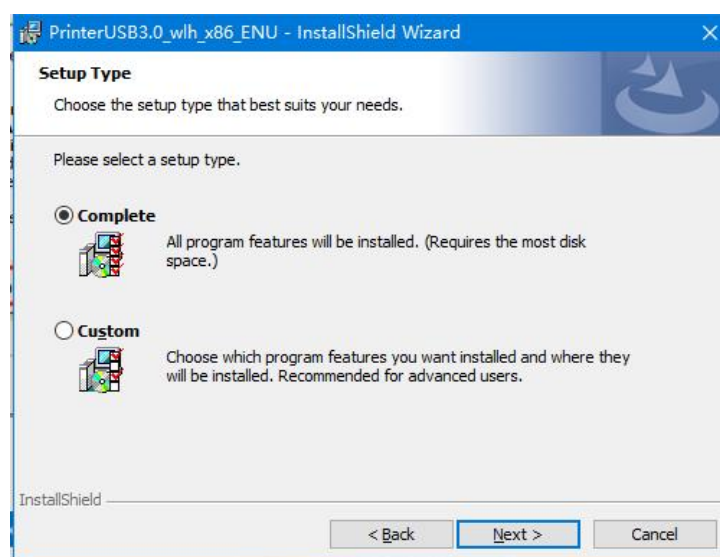 PrinterUSB3.0_wlh_x86_ENU - InstallShield Wizard
Setup Type
Choose the setup type that best suits your needs.
Please select a setup type.
Complete
All program features will be installed. (Requires the most disk
space.)
Custom
Choose which program features you want installed and where they
will be installed. Recommended for advanced users.
InstallShield
< Back
Next >
Cancel